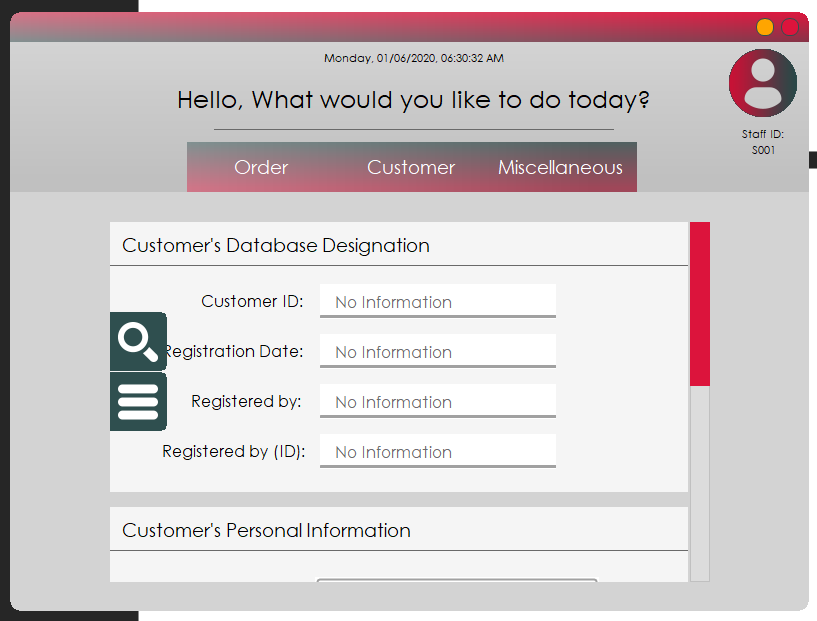 Monday, 01/06/2020, 06:30:32 AM
Hello, What would you like to do today?
Staff ID:
S001
Order Customer Miscellaneous
Customer's Database Designation
Customer ID: No Information
Registration Date: No Information
Registered by: No Information
Registered by (ID): No Information
Customer's Personal Information